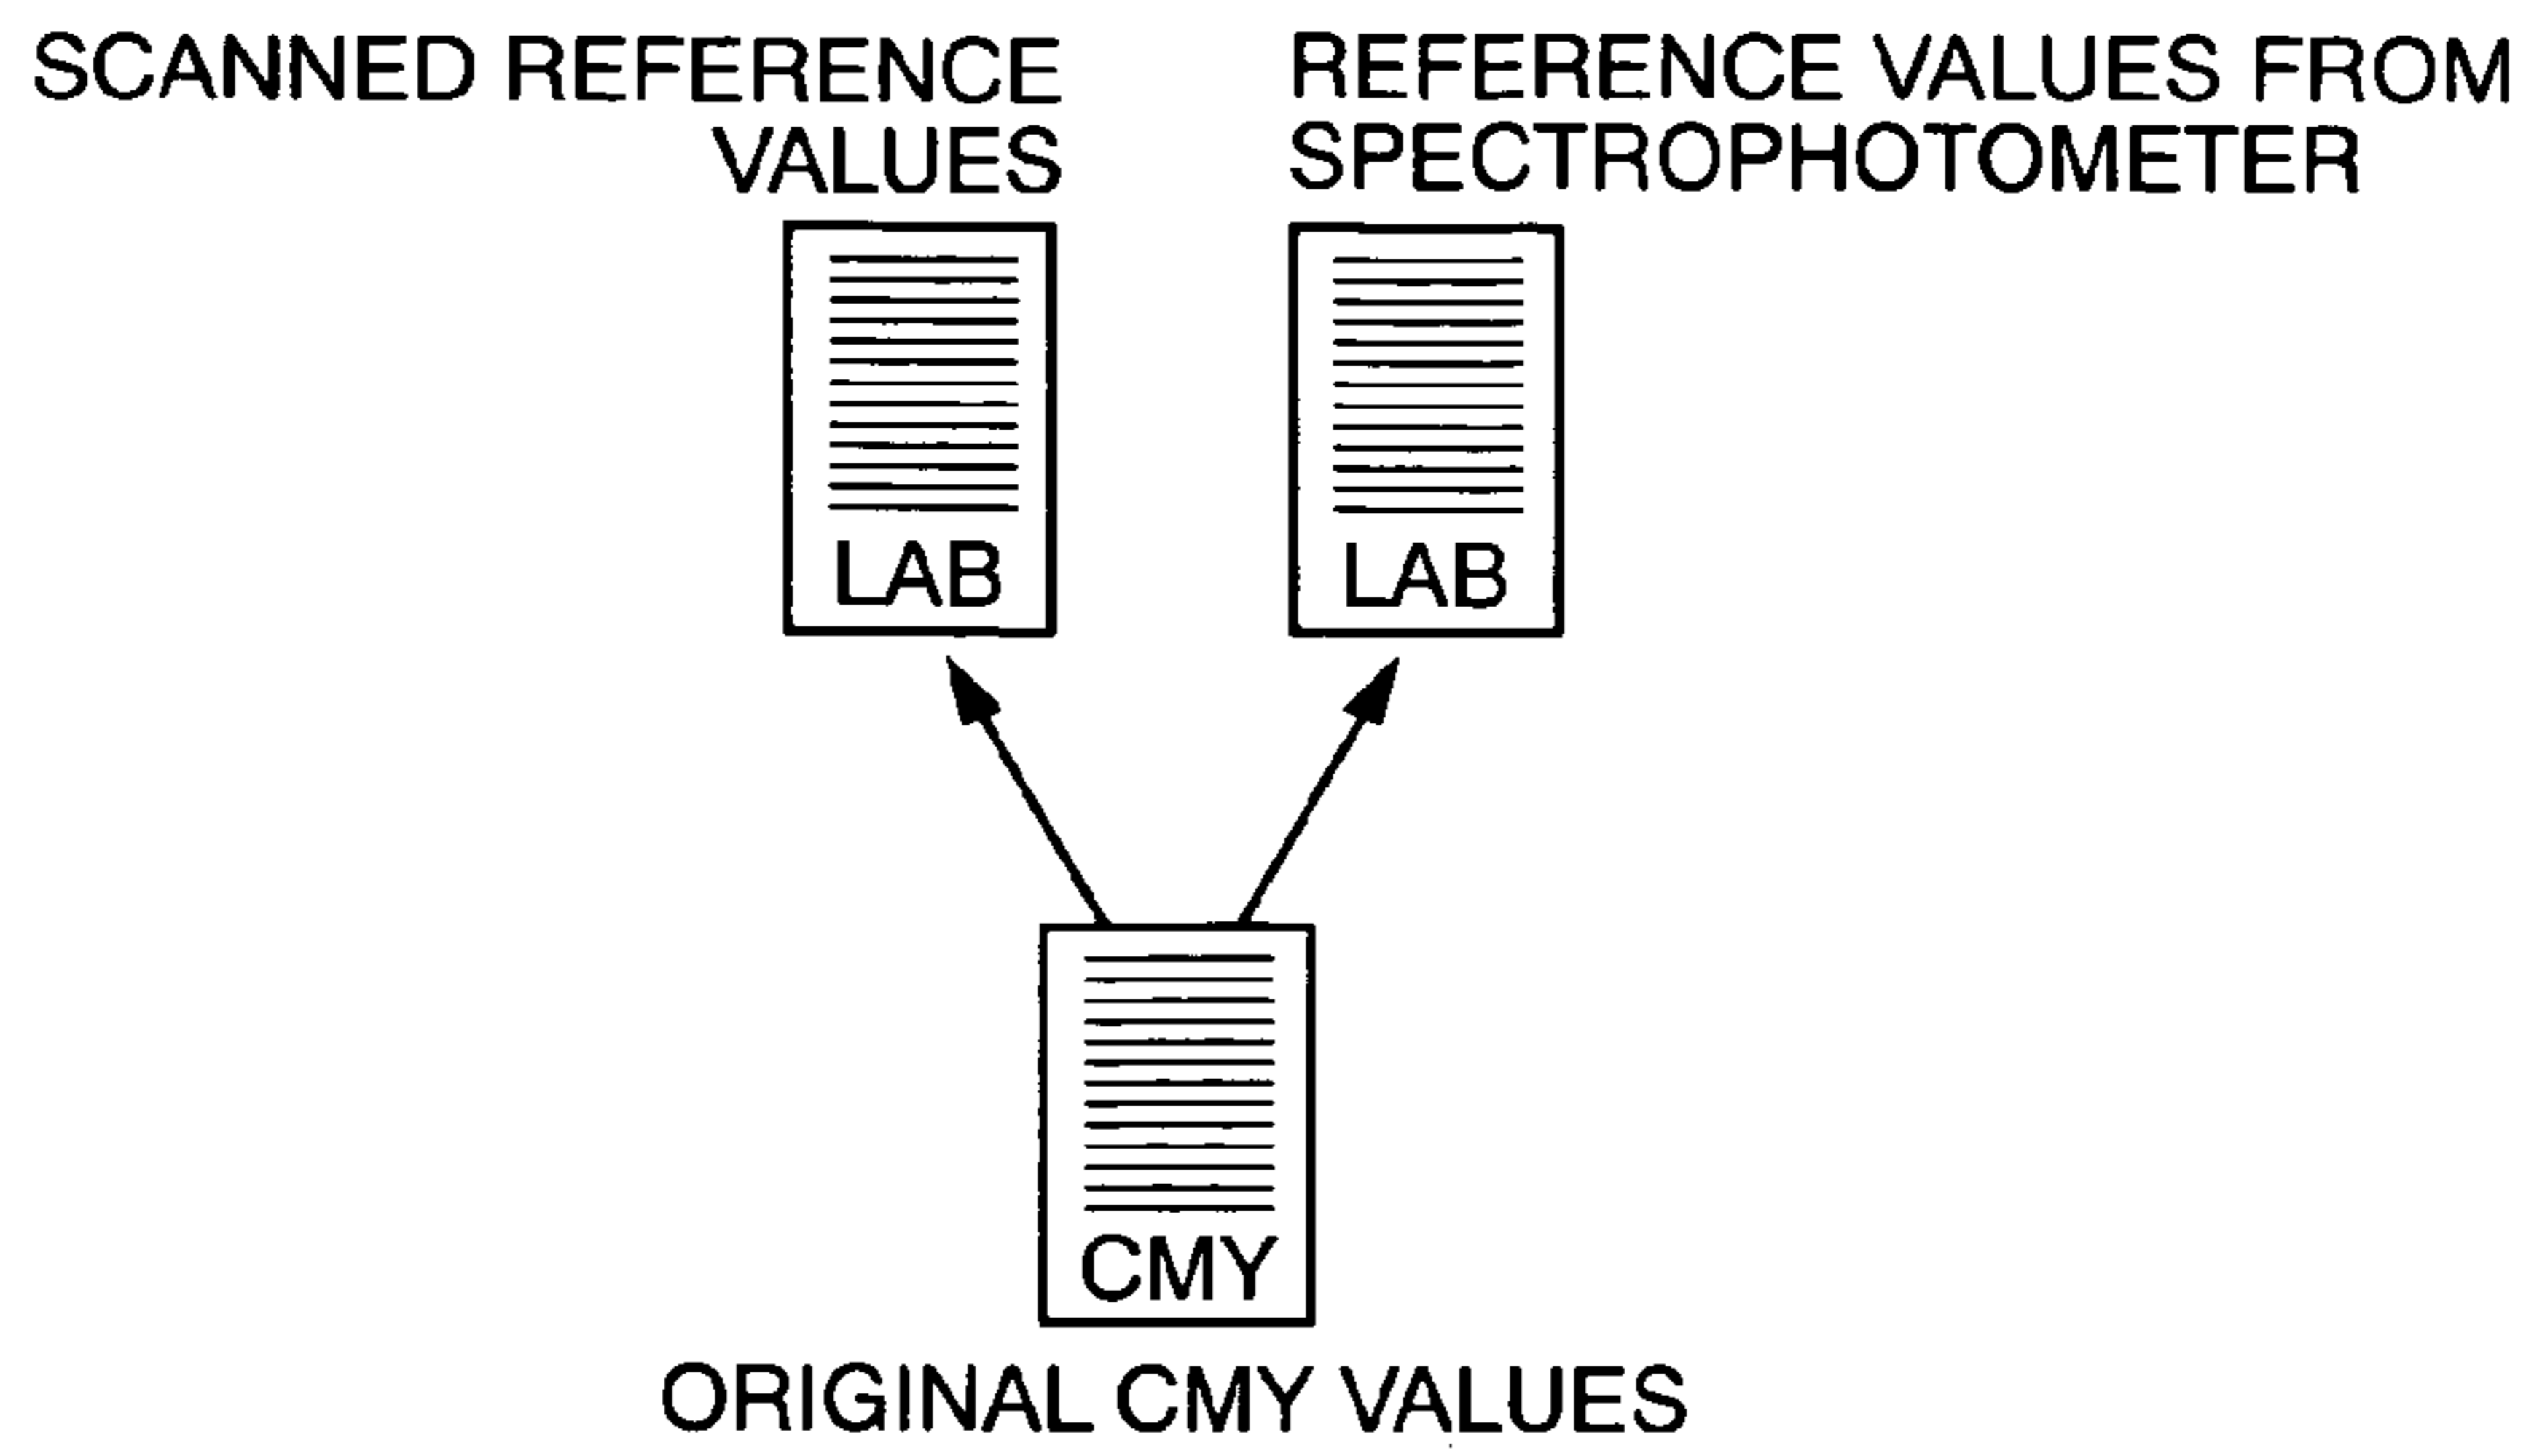 SCANNED REFERENCE
VALUES
REFERENCE VALUES FROM
SPECTROPHOTOMETER
LAB
LAB
CMY
ORIGINAL CMY VALUES